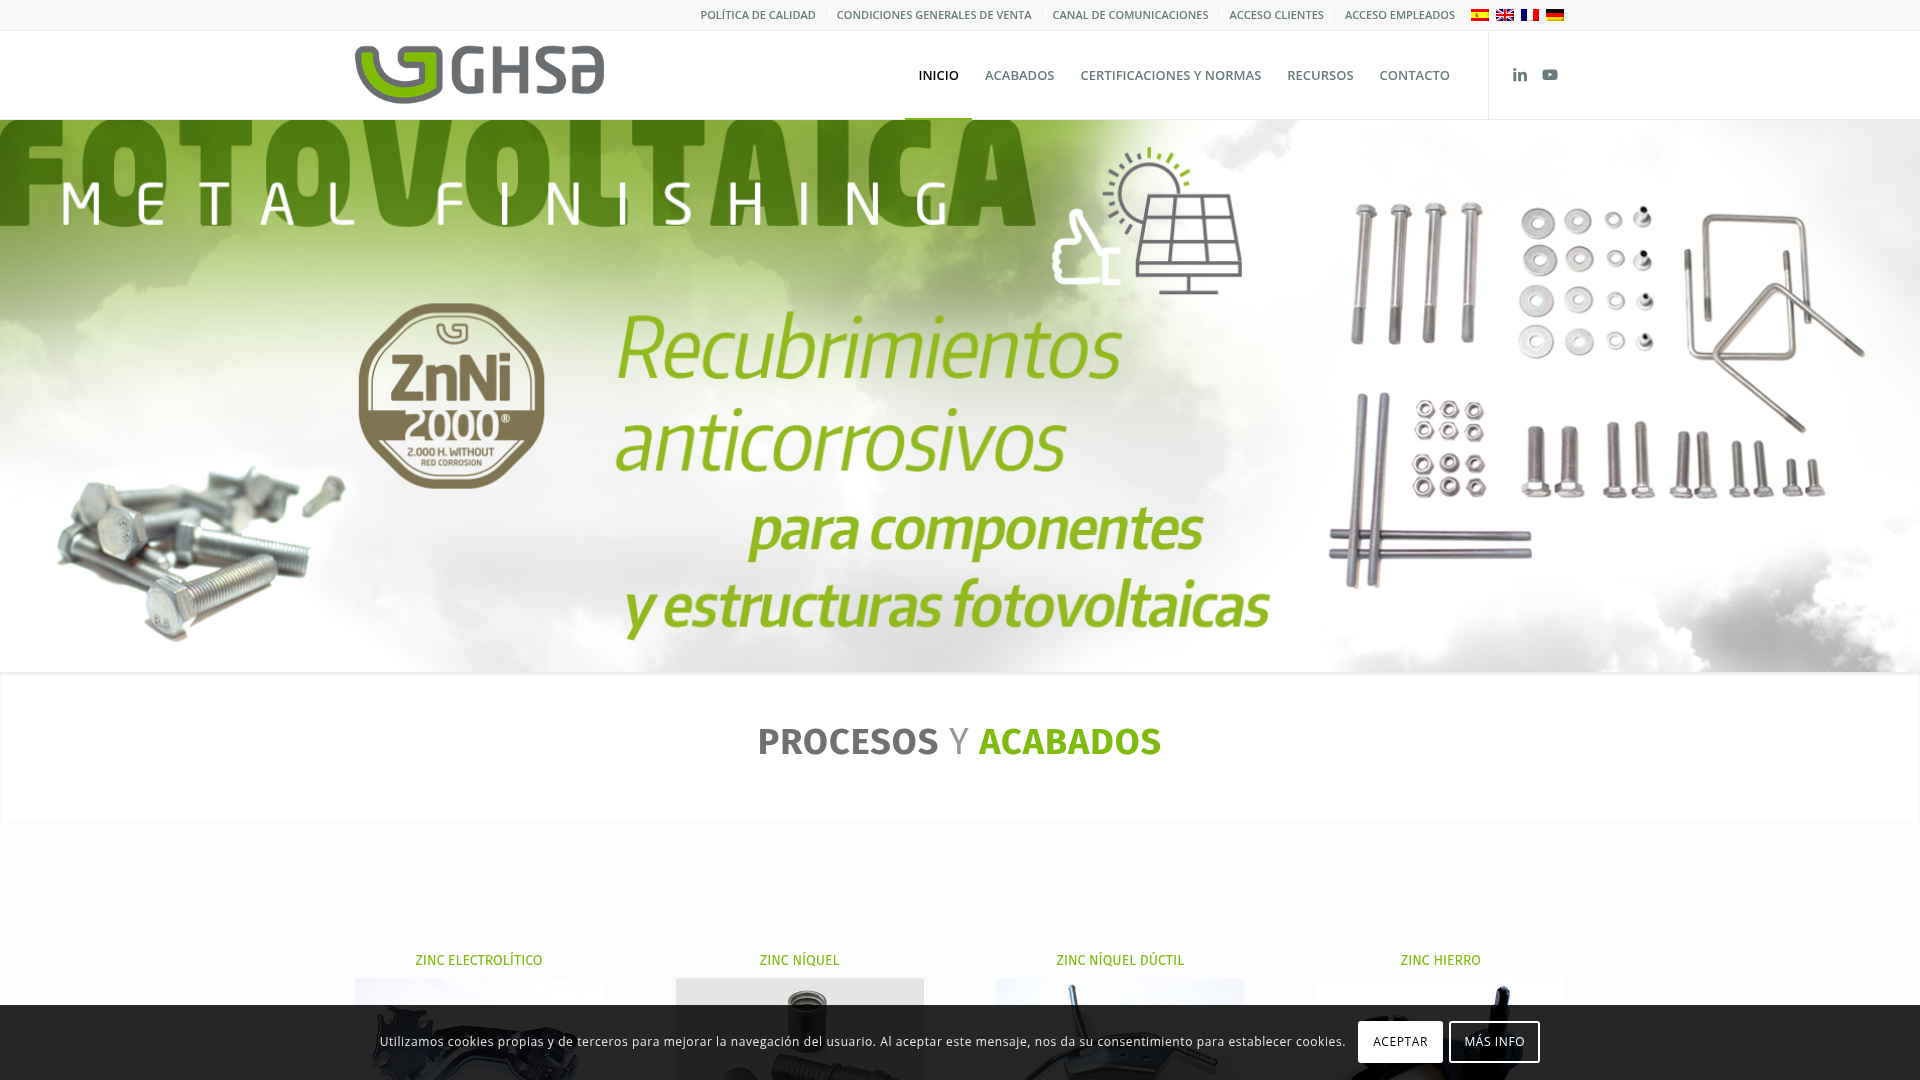 POLÍTICA DE CALIDAD
CONDICIONES GENERALES DE VENTA
CANAL DE COMUNICACIONES
ACCESO CLIENTES
ACCESO EMPLEADOS
GHSA
INICIO
ACABADOS
CERTIFICACIONES Y NORMAS
RECURSOS
CONTACTO
FOTOVOLTAICA
METAL FINISHING
ZnNi
2000®
2.000 H. WITHOUT
RED CORROSION
Recubrimientos
anticorrosivos
para componentes
y estructuras fotovoltaicas
PROCESOS Y ACABADOS
ZINC ELECTROLÍTICO
ZINC NÍQUEL
ZINC NÍQUEL DÚCTIL
ZINC HIERRO
Utilizamos cookies propias y de terceros para mejorar la navegación del usuario. Al aceptar este mensaje, nos da su consentimiento para establecer cookies.
ACEPTAR
MÁS INFO